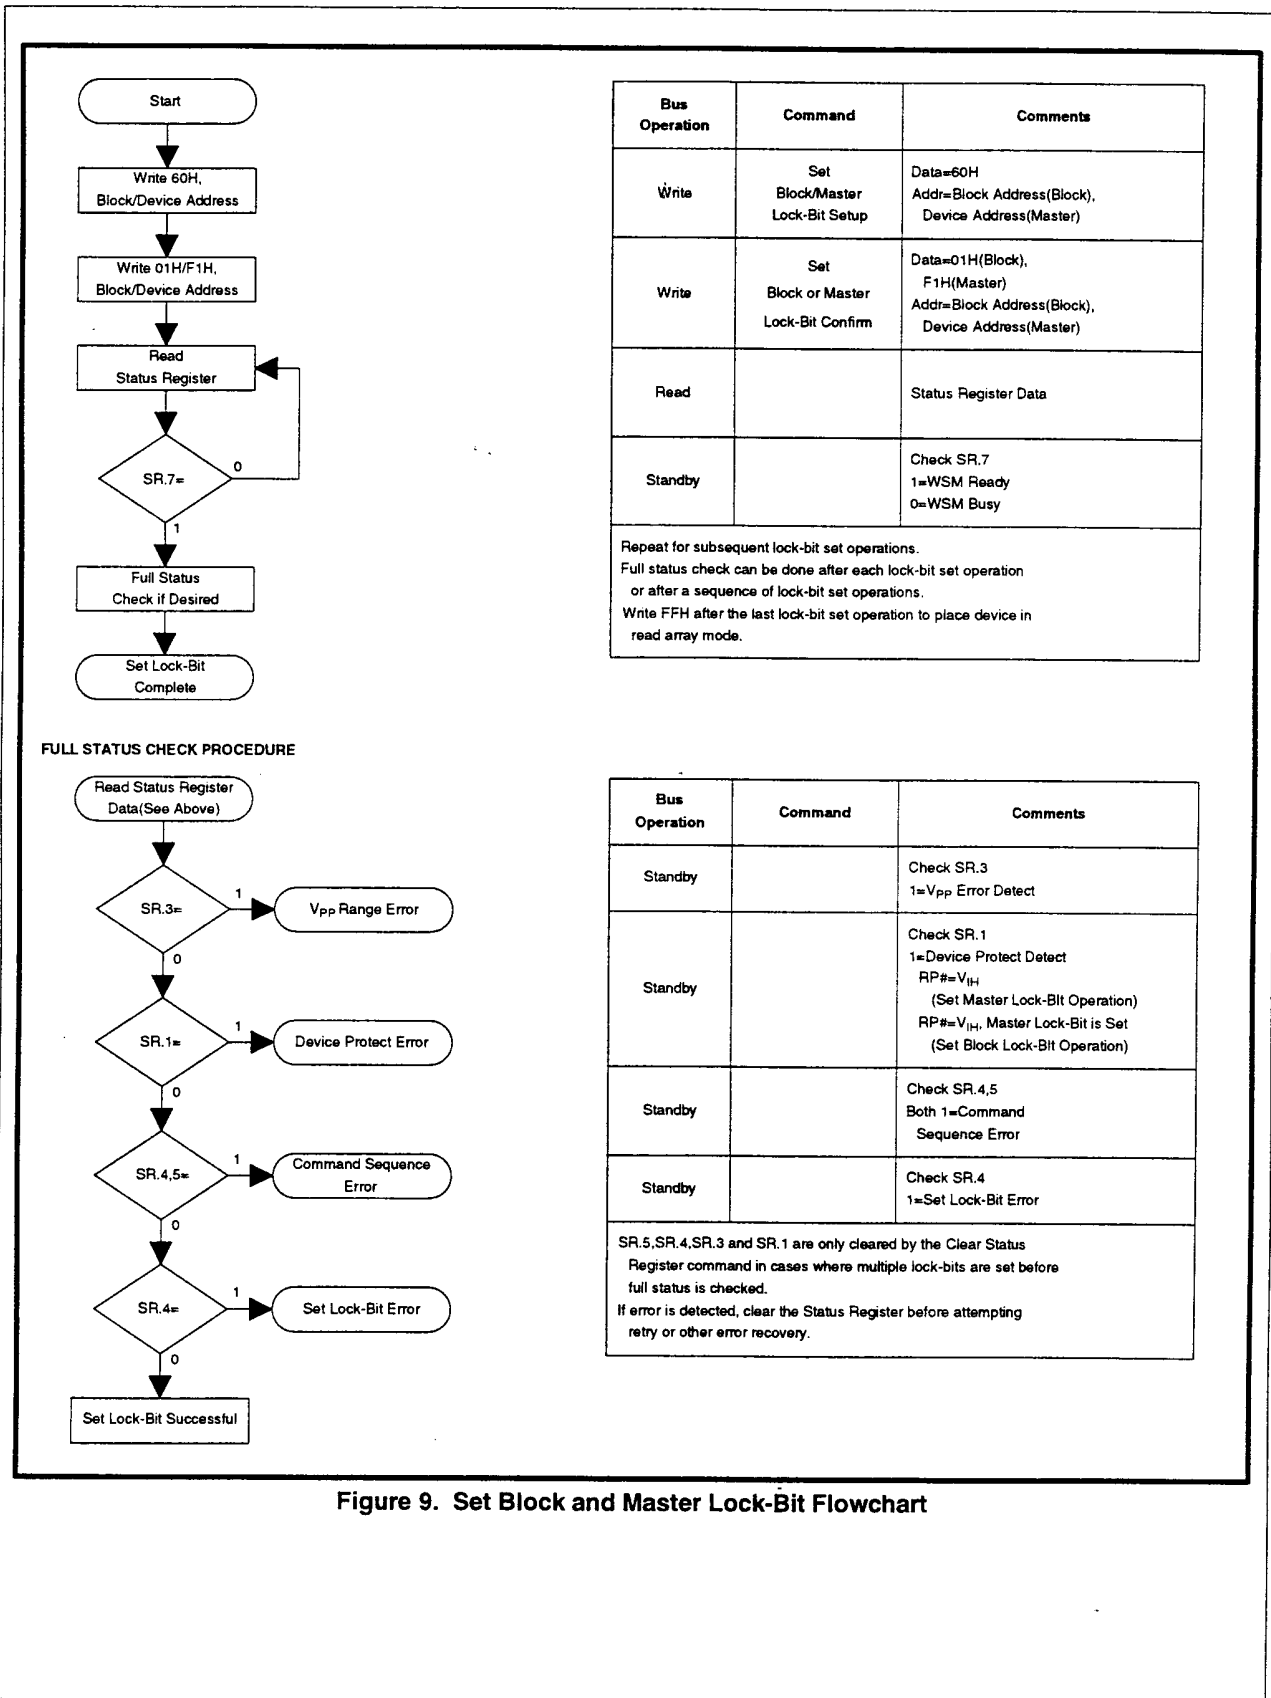 Start
Write 60H,
Block/Device Address
Write 01H/F1H,
Block/Device Address
Read
Status Register
SR.7=
0
1
Full Status
Check if Desired
Set Lock-Bit
Complete
Bus
Operation
Command
Comments
Write
Set
Block/Master
Lock-Bit Setup
Data=60H
Addr=Block Address(Block),
Device Address(Master)
Write
Set
Block or Master
Lock-Bit Confirm
Data=01H(Block),
F1H(Master)
Addr=Block Address(Block),
Device Address(Master)
Read
Status Register Data
Standby
Check SR.7
1=WSM Ready
0=WSM Busy
Repeat for subsequent lock-bit set operations.
Full status check can be done after each lock-bit set operation
or after a sequence of lock-bit set operations.
Write FFH after the last lock-bit set operation to place device in
read array mode.
FULL STATUS CHECK PROCEDURE
Read Status Register
Data(See Above)
SR.3=
1
VPP Range Error
0
SR.1=
1
Device Protect Error
0
SR.4,5=
1
Command Sequence
Error
0
SR.4=
1
Set Lock-Bit Error
0
Set Lock-Bit Successful
Bus
Operation
Command
Comments
Standby
Check SR.3
1=VPP Error Detect
Standby
Check SR.1
1=Device Protect Detect
RP#=VIH
(Set Master Lock-Bit Operation)
RP#=VIH, Master Lock-Bit is Set
(Set Block Lock-Bit Operation)
Standby
Check SR.4,5
Both 1=Command
Sequence Error
Standby
Check SR.4
1=Set Lock-Bit Error
SR.5,SR.4,SR.3 and SR.1 are only cleared by the Clear Status
Register command in cases where multiple lock-bits are set before
full status is checked.
If error is detected, clear the Status Register before attempting
retry or other error recovery.
Figure 9. Set Block and Master Lock-Bit Flowchart